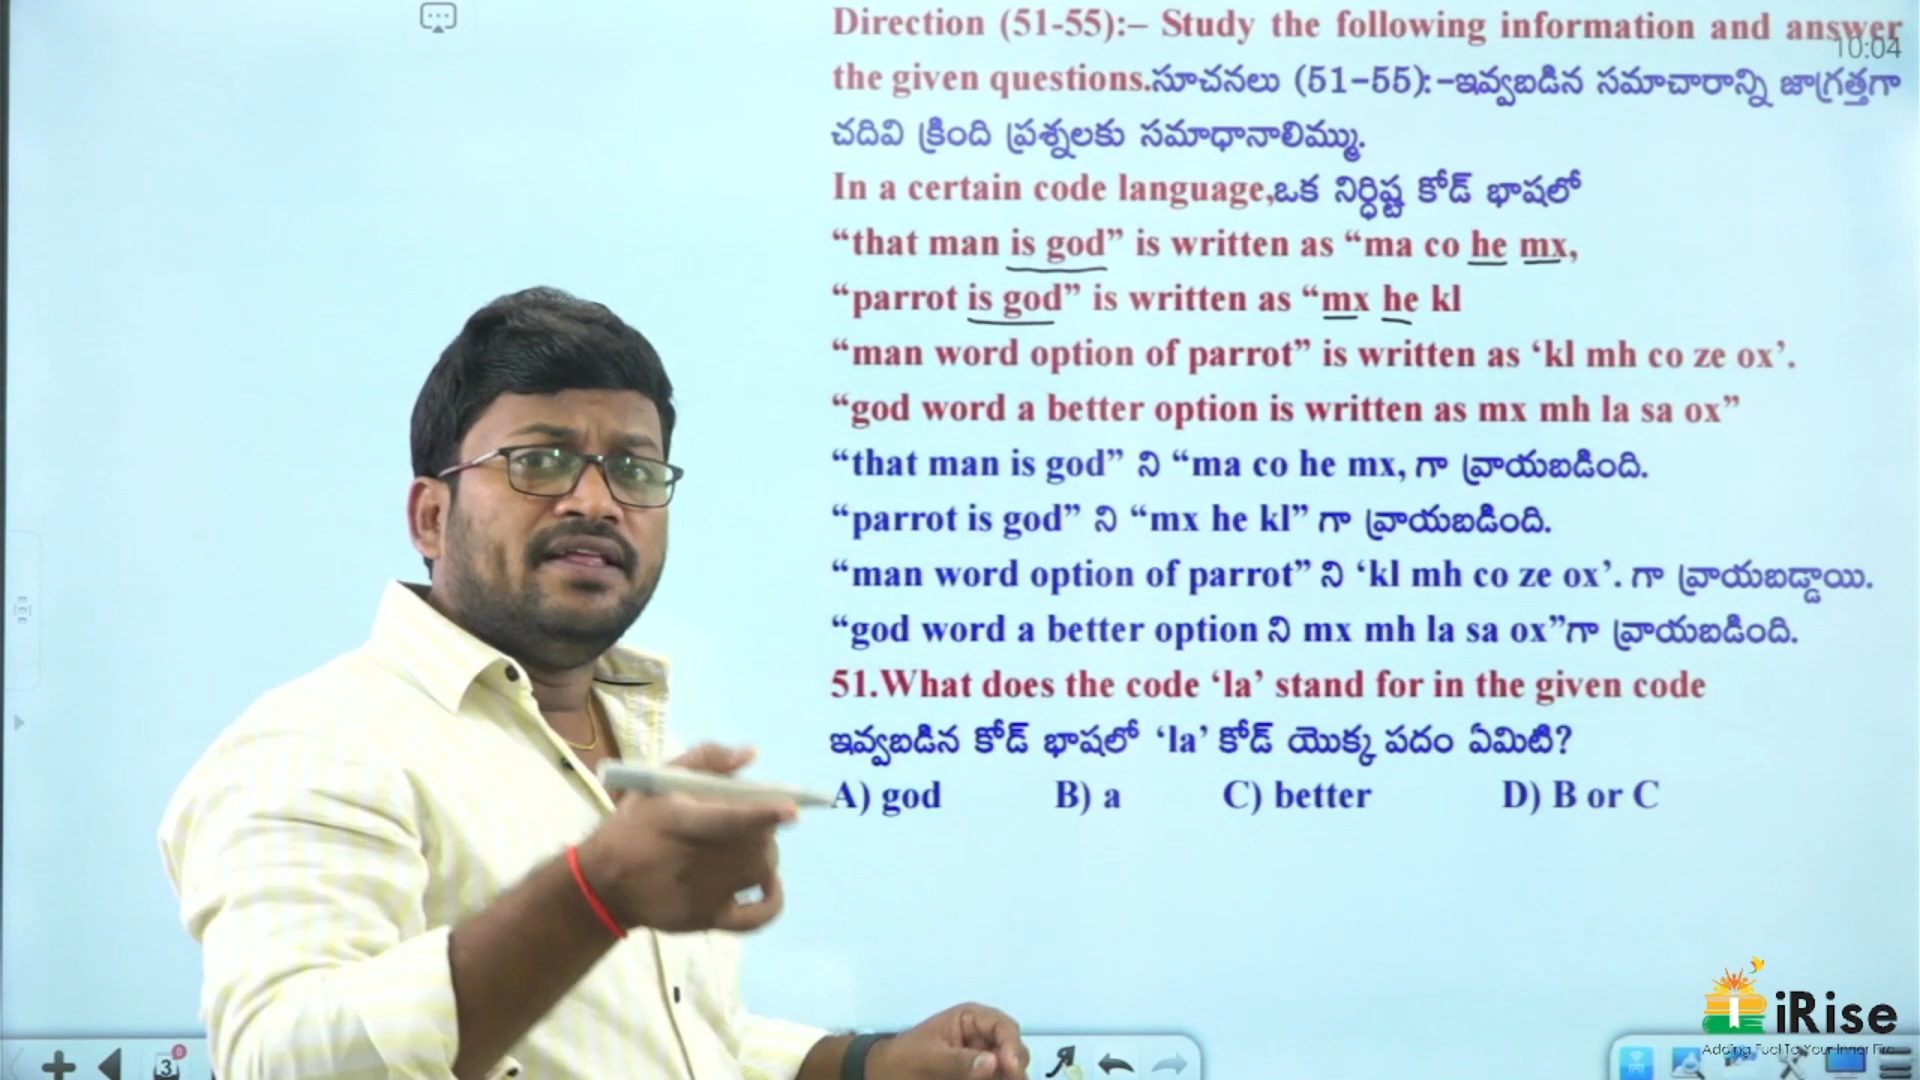 Direction (51-55):– Study the following information and answer
10:04
the given questions.సూచనలు (51–55):–ఇవ్వబడిన సమాచారాన్ని జాగ్రత్తగా
చదివి క్రింది ప్రశ్నలకు సమాధానాలిమ్ము.
In a certain code language,ఒక నిర్ధిష్ట కోడ్ భాషలో
“that man is god” is written as “ma co he mx,
“parrot is god” is written as “mx he kl
“man word option of parrot” is written as ‘kl mh co ze ox’.
“god word a better option is written as mx mh la sa ox”
“that man is god” ని “ma co he mx, గా వ్రాయబడింది.
“parrot is god” ని “mx he kl” గా వ్రాయబడింది.
“man word option of parrot” ని ‘kl mh co ze ox’. గా వ్రాయబడ్డాయి.
“god word a better option ని mx mh la sa ox”గా వ్రాయబడింది.
51.What does the code ‘la’ stand for in the given code
ఇవ్వబడిన కోడ్ భాషలో ‘la’ కోడ్ యొక్క పదం ఏమిటి?
A) god B) a C) better D) B or C
iRise
Adding Fuel To Your Inner Fire
3